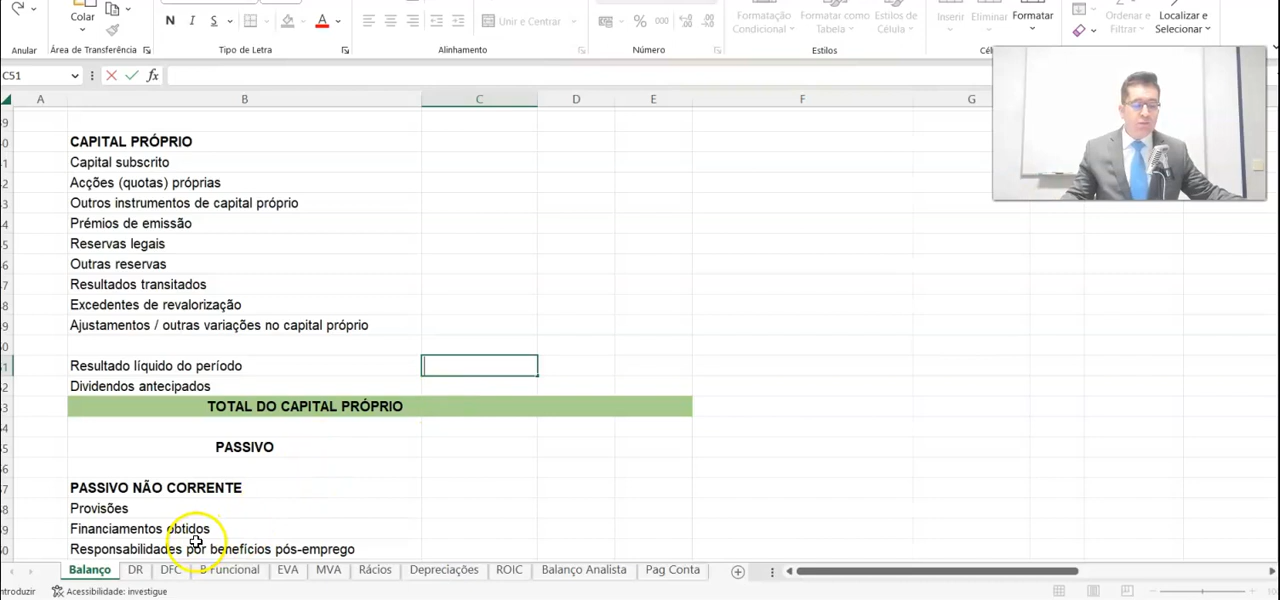 Colar
N I S A
Unir e Centrar
% 000
Formatação Condicional
Formatar como Tabela
Estilos de Célula
Inserir
Eliminar
Formatar
Ordenar e Filtrar
Localizar e Selecionar
Anular
Área de Transferência
Tipo de Letra
Alinhamento
Número
Estilos
C51
fx
A B C D E F G
CAPITAL PRÓPRIO
Capital subscrito
Acções (quotas) próprias
Outros instrumentos de capital próprio
Prémios de emissão
Reservas legais
Outras reservas
Resultados transitados
Excedentes de revalorização
Ajustamentos / outras variações no capital próprio
Resultado líquido do período
Dividendos antecipados
TOTAL DO CAPITAL PRÓPRIO
PASSIVO
PASSIVO NÃO CORRENTE
Provisões
Financiamentos obtidos
Responsabilidades por benefícios pós-emprego
Balanço DR DFC B Funcional EVA MVA Rácios Depreciações ROIC Balanço Analista Pag Conta
Acessibilidade: investigue